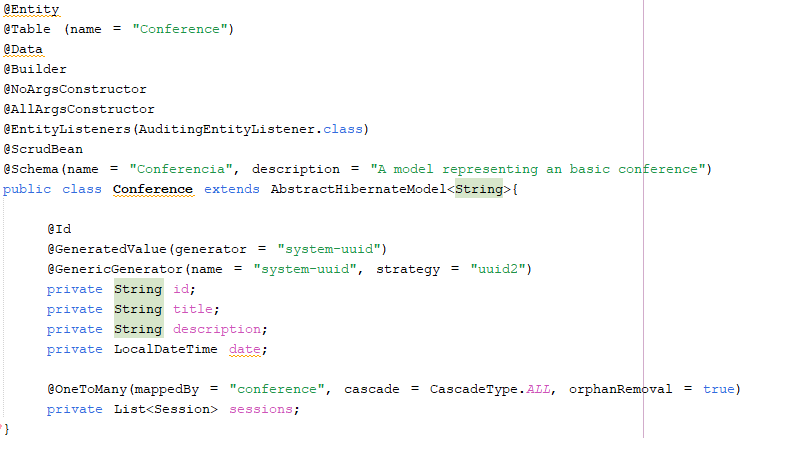 @Entity
@Table (name = "Conference")
@Data
@Builder
@NoArgsConstructor
@AllArgsConstructor
@EntityListeners(AuditingEntityListener.class)
@ScrudBean
@Schema(name = "Conferencia", description = "A model representing an basic conference")
public class Conference extends AbstractHibernateModel<String>{
@Id
@GeneratedValue(generator = "system-uuid")
@GenericGenerator(name = "system-uuid", strategy = "uuid2")
private String id;
private String title;
private String description;
private LocalDateTime date;
@OneToMany(mappedBy = "conference", cascade = CascadeType.ALL, orphanRemoval = true)
private List<Session> sessions;
}